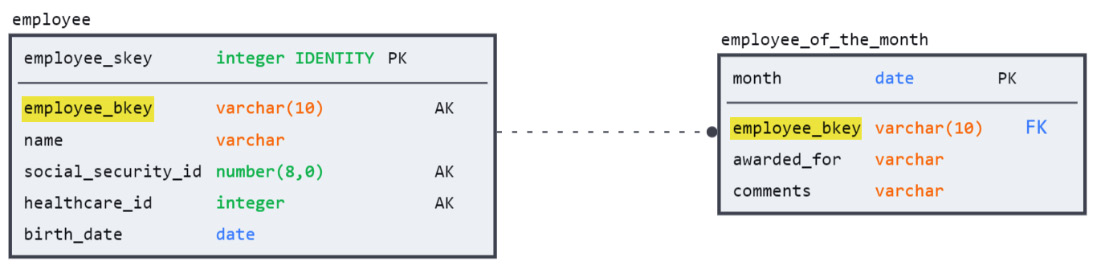 employee
employee_skey integer IDENTITY PK
employee_bkey varchar(10) AK
name varchar
social_security_id number(8,0) AK
healthcare_id integer AK
birth_date date
employee_of_the_month
month date PK
employee_bkey varchar(10) FK
awarded_for varchar
comments varchar